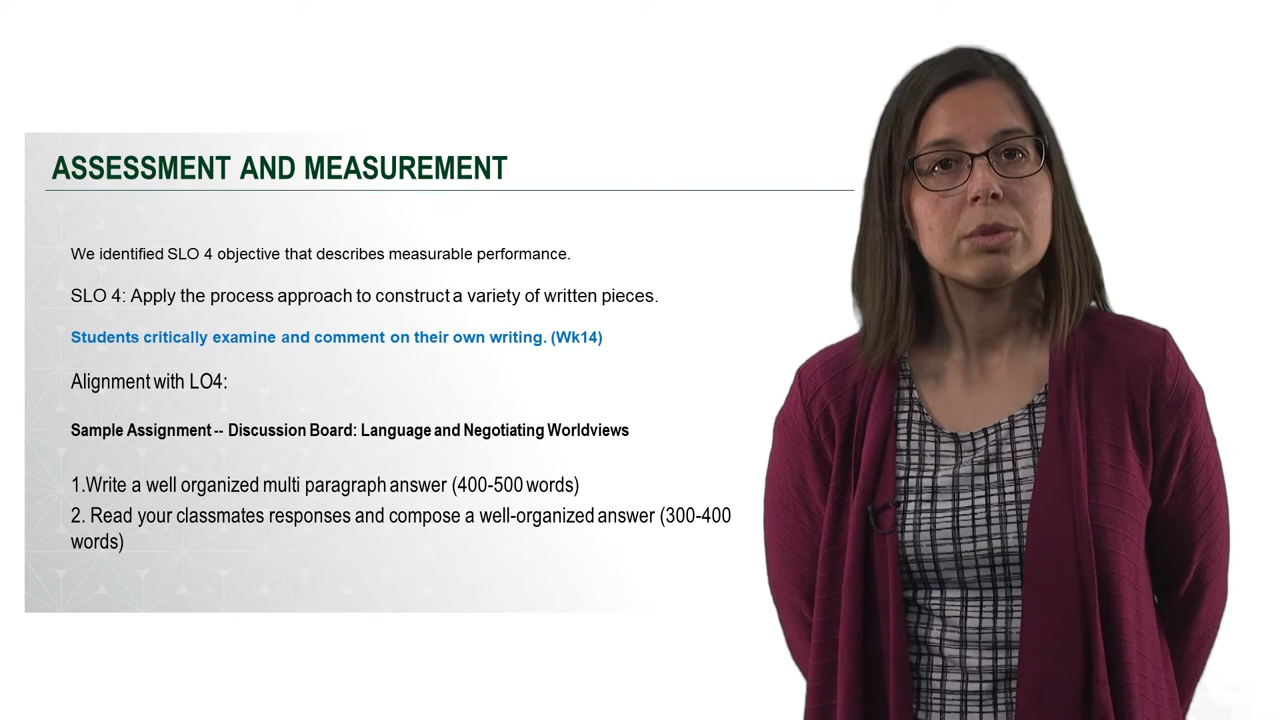 ASSESSMENT AND MEASUREMENT
We identified SLO 4 objective that describes measurable performance.
SLO 4: Apply the process approach to construct a variety of written pieces.
Students critically examine and comment on their own writing. (Wk14)
Alignment with LO4:
Sample Assignment -- Discussion Board: Language and Negotiating Worldviews
1.Write a well organized multi paragraph answer (400-500 words)
2. Read your classmates responses and compose a well-organized answer (300-400
words)